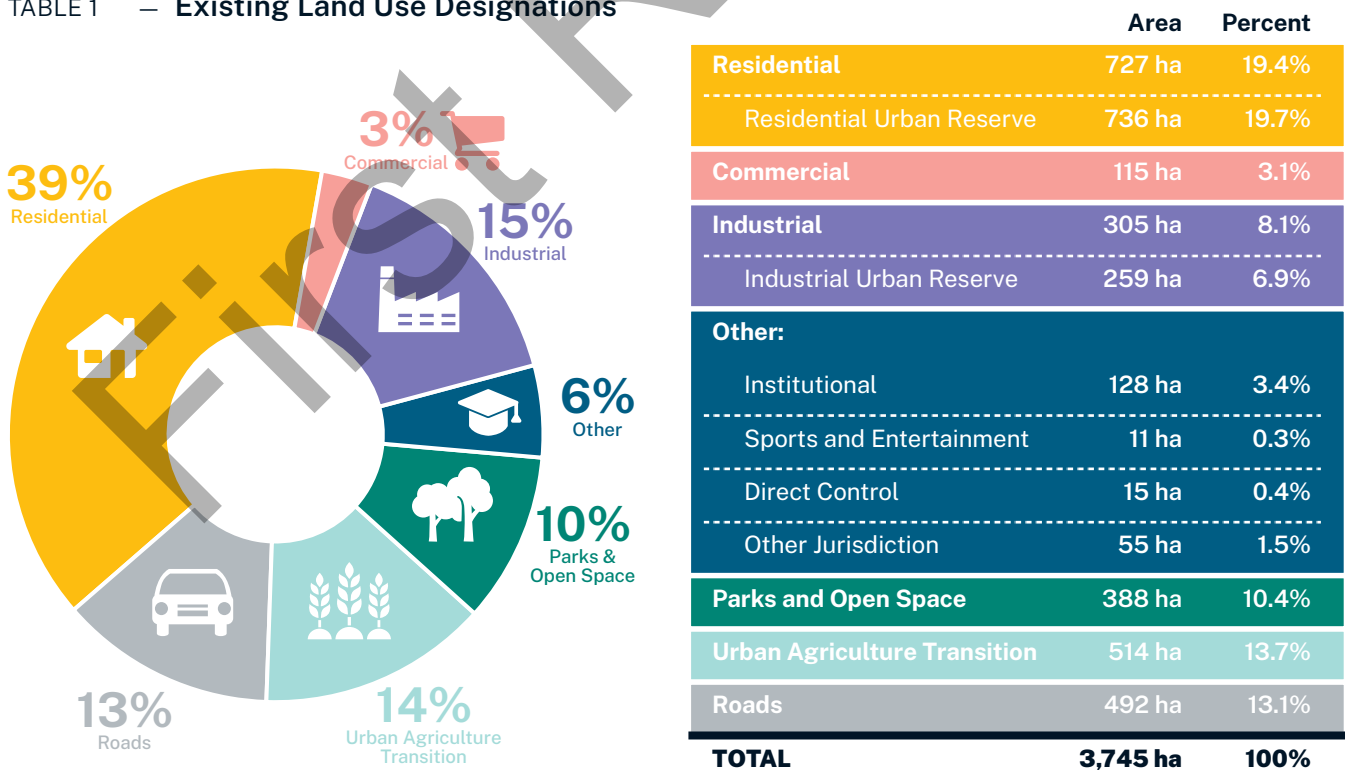 TABLE 1 — Existing Land Use Designations
3%
Commercial
39%
Residential
15%
Industrial
6%
Other
10%
Parks &
Open Space
14%
Urban Agriculture
Transition
13%
Roads
First
Area Percent
Residential 727 ha 19.4%
Residential Urban Reserve 736 ha 19.7%
Commercial 115 ha 3.1%
Industrial 305 ha 8.1%
Industrial Urban Reserve 259 ha 6.9%
Other:
Institutional 128 ha 3.4%
Sports and Entertainment 11 ha 0.3%
Direct Control 15 ha 0.4%
Other Jurisdiction 55 ha 1.5%
Parks and Open Space 388 ha 10.4%
Urban Agriculture Transition 514 ha 13.7%
Roads 492 ha 13.1%
TOTAL 3,745 ha 100%